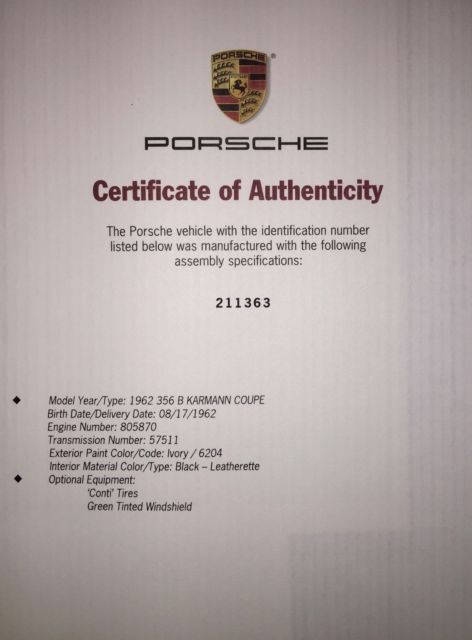 PORSCHE
PORSCHE
Certificate of Authenticity
The Porsche vehicle with the identification number
listed below was manufactured with the following
assembly specifications:
211363
◆ Model Year/Type: 1962 356 B KARMANN COUPE
Birth Date/Delivery Date: 08/17/1962
Engine Number: 805870
Transmission Number: 57511
Exterior Paint Color/Code: Ivory / 6204
Interior Material Color/Type: Black – Leatherette
◆ Optional Equipment:
'Conti' Tires
Green Tinted Windshield